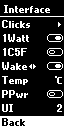 Interface
Clicks
1Watt
1C5F
Wake
Temp ℃
PPwr
UI 2
Back